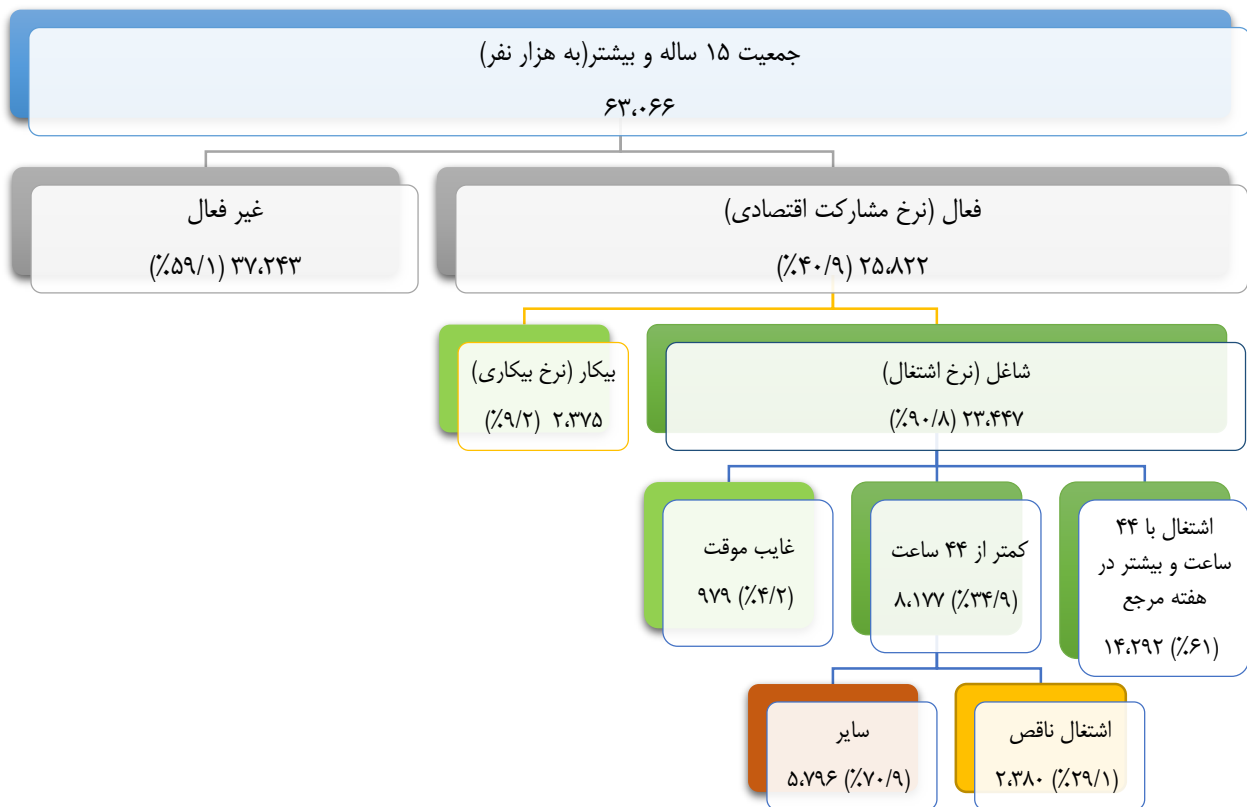 جمعیت ۱۵ ساله و بیشتر(به هزار نفر)
۶۳،۰۶۶
فعال (نرخ مشارکت اقتصادی)
۲۵،۸۲۲ (٪۴۰/۹)
غیر فعال
۳۷،۲۴۳ (٪۵۹/۱)
شاغل (نرخ اشتغال)
۲۳،۴۴۷ (٪۹۰/۸)
بیکار (نرخ بیکاری)
۲،۳۷۵ (٪۹/۲)
اشتغال با ۴۴
ساعت و بیشتر در
هفته مرجع
۱۴،۲۹۲ (٪۶۱)
کمتر از ۴۴ ساعت
۸،۱۷۷ (٪۳۴/۹)
غایب موقت
۹۷۹ (٪۴/۲)
اشتغال ناقص
۲،۳۸۰ (٪۲۹/۱)
سایر
۵،۷۹۶ (٪۷۰/۹)